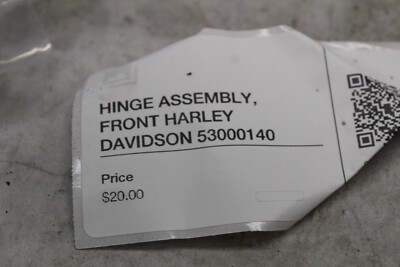 HINGE ASSEMBLY,
FRONT HARLEY
DAVIDSON 53000140
Price
$20.00